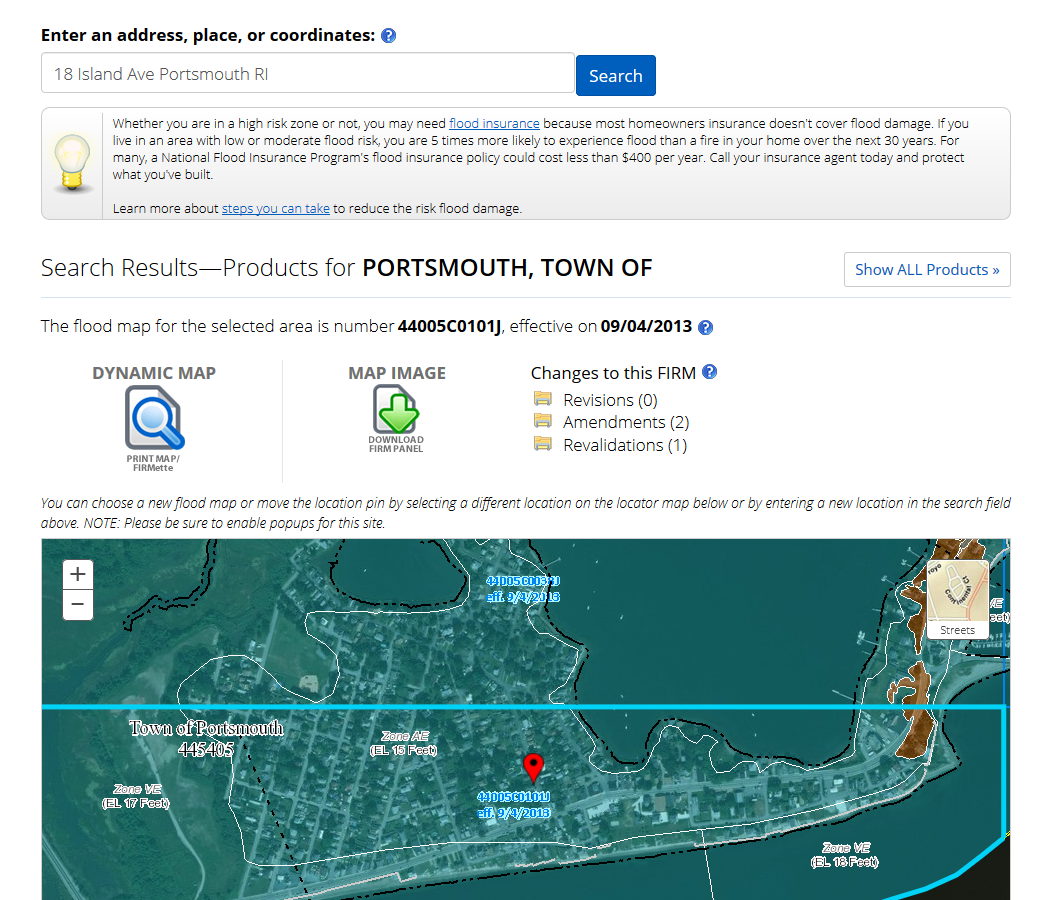 Enter an address, place, or coordinates: ?
18 Island Ave Portsmouth RI
Search
Whether you are in a high risk zone or not, you may need flood insurance because most homeowners insurance doesn't cover flood damage. If you
live in an area with low or moderate flood risk, you are 5 times more likely to experience flood than a fire in your home over the next 30 years. For
many, a National Flood Insurance Program's flood insurance policy could cost less than $400 per year. Call your insurance agent today and protect
what you've built.
Learn more about steps you can take to reduce the risk flood damage.
Search Results—Products for PORTSMOUTH, TOWN OF
Show ALL Products »
The flood map for the selected area is number 44005C0101J, effective on 09/04/2013 ?
DYNAMIC MAP
PRINT MAP/
FIRMette
MAP IMAGE
DOWNLOAD
FIRM PANEL
Changes to this FIRM ?
Revisions (0)
Amendments (2)
Revalidations (1)
You can choose a new flood map or move the location pin by selecting a different location on the locator map below or by entering a new location in the search field
above. NOTE: Please be sure to enable popups for this site.
+
−
eff. 9/4/2013
Continental
Streets
Town of Portsmouth
445405
Zone AE
(EL 15 Feet)
Zone VE
(EL 17 Feet)
44005C0101J
eff. 9/4/2013
Zone VE
(EL 16 Feet)